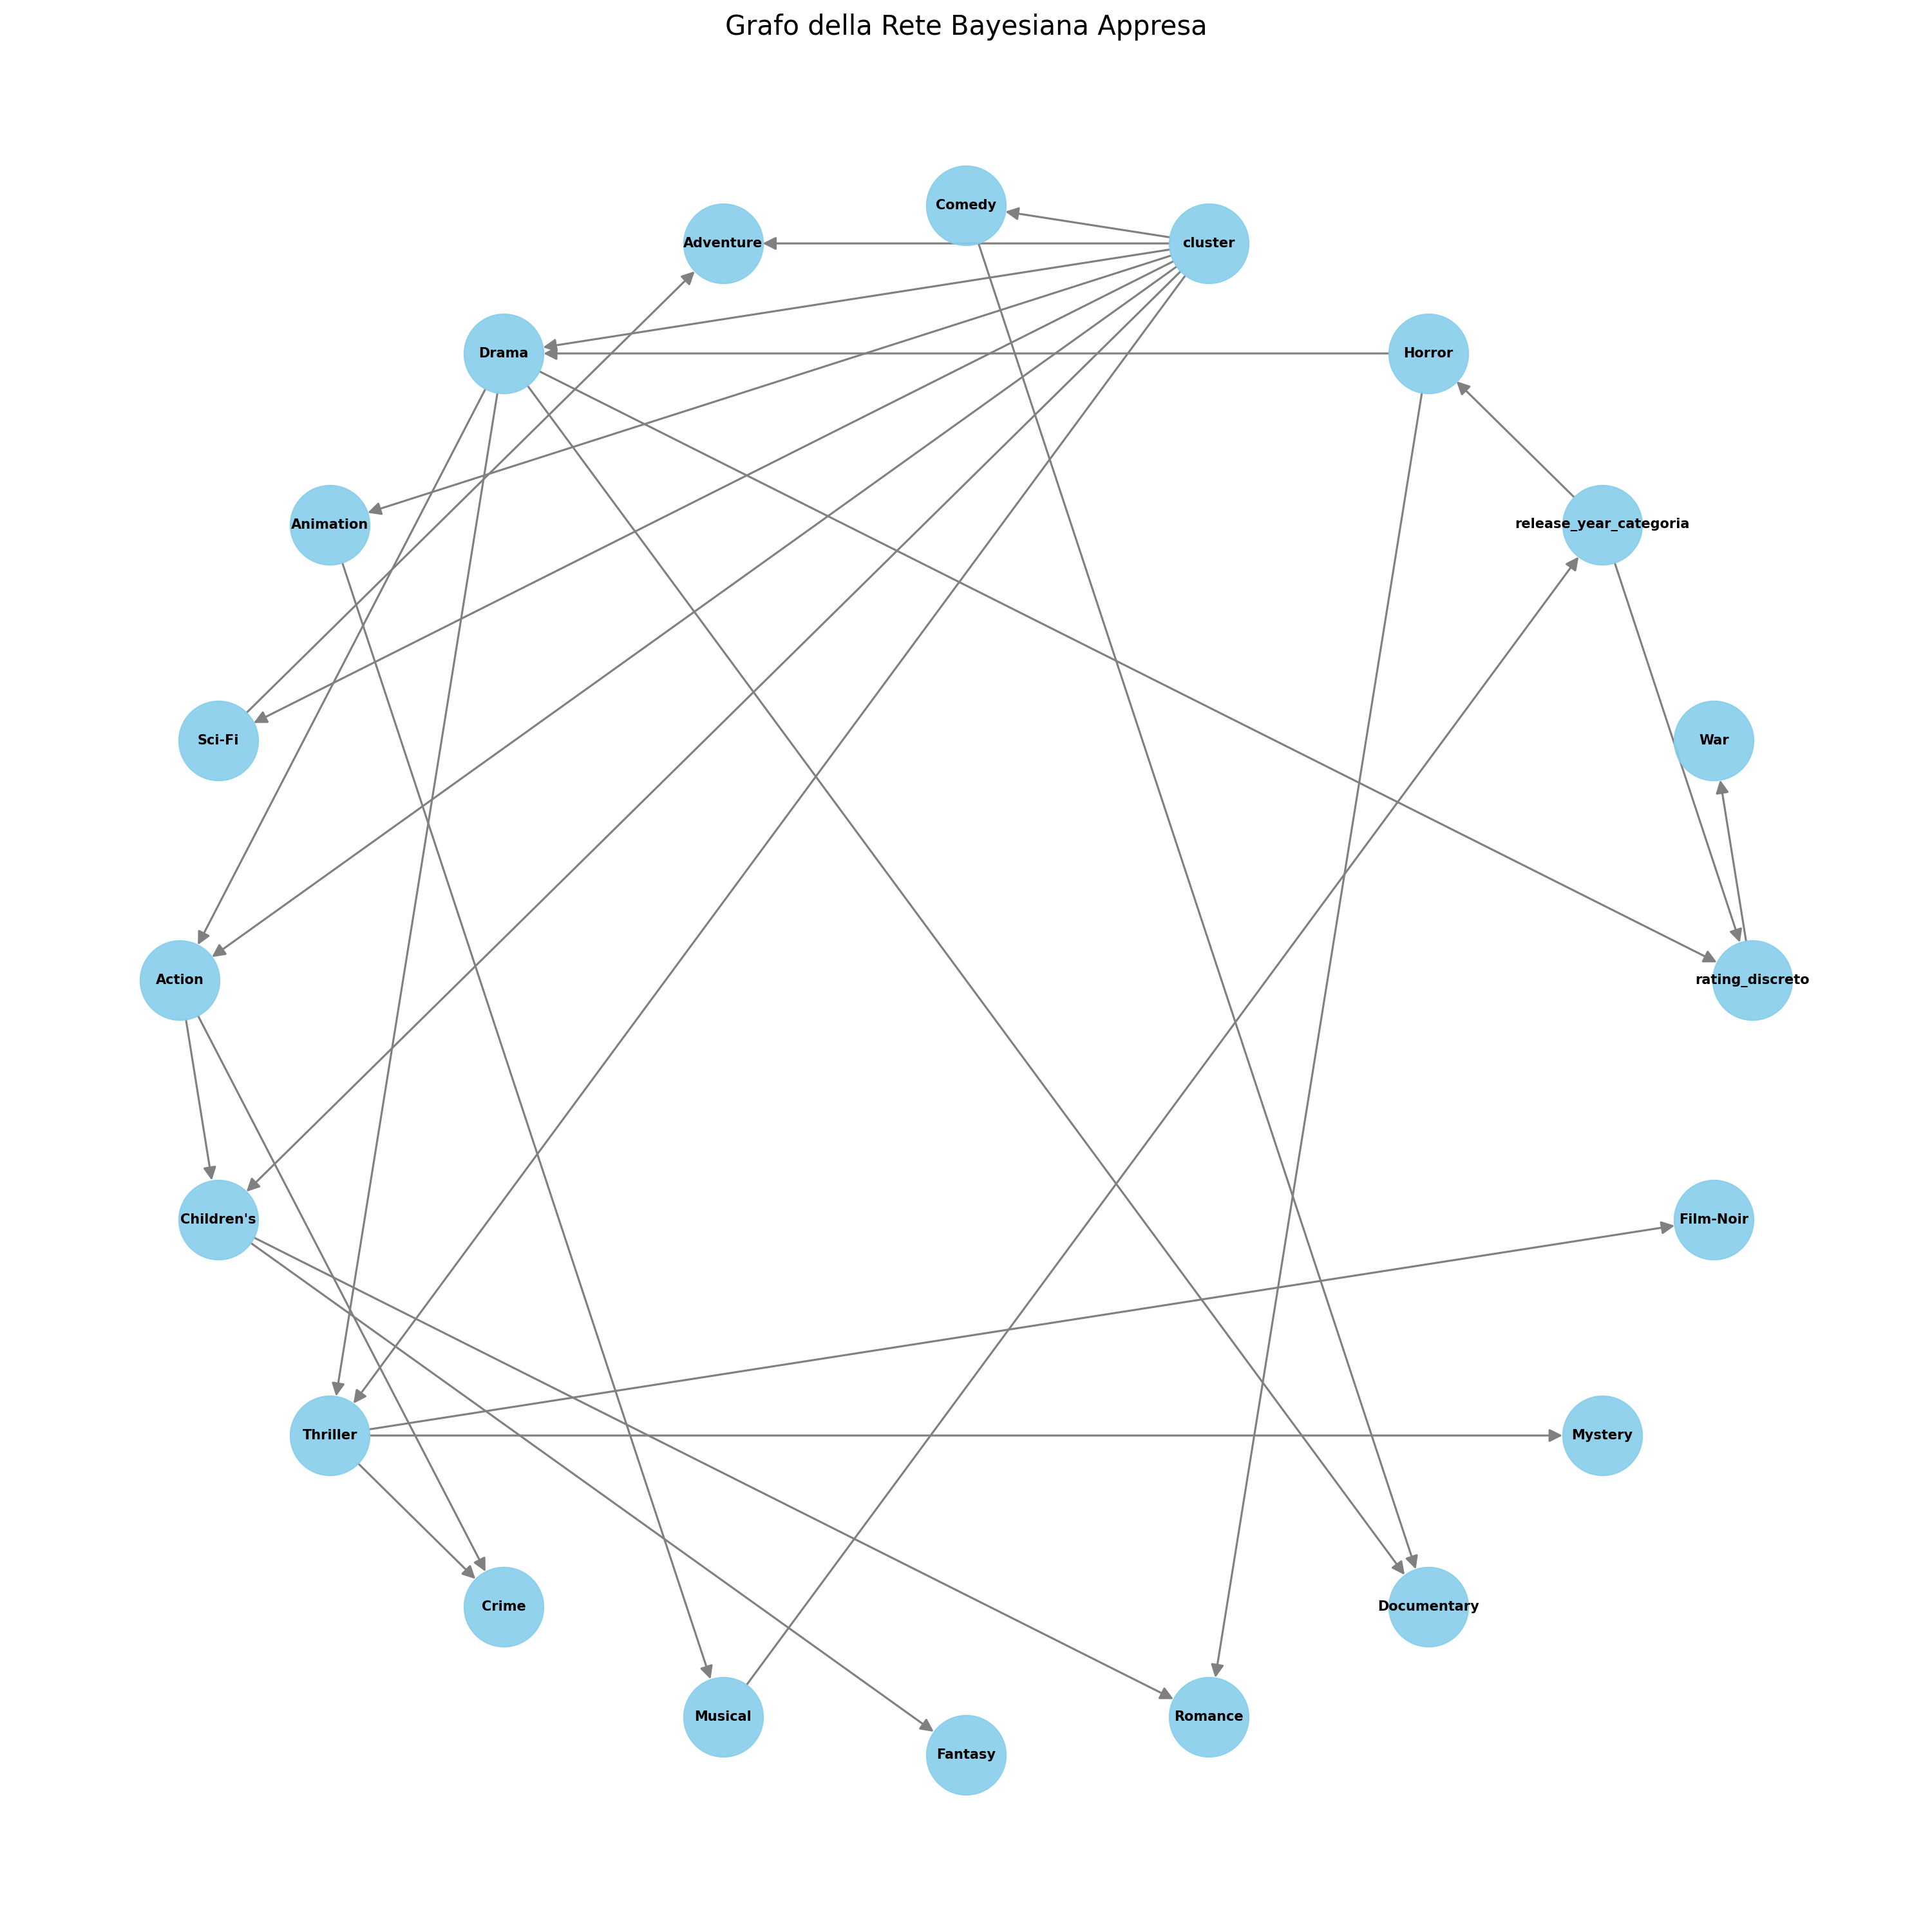 Grafo della Rete Bayesiana Appresa
Comedy
Adventure
cluster
Drama
Horror
Animation
release_year_categoria
Sci-Fi
War
Action
rating_discreto
Children's
Film-Noir
Thriller
Mystery
Crime
Documentary
Musical
Romance
Fantasy